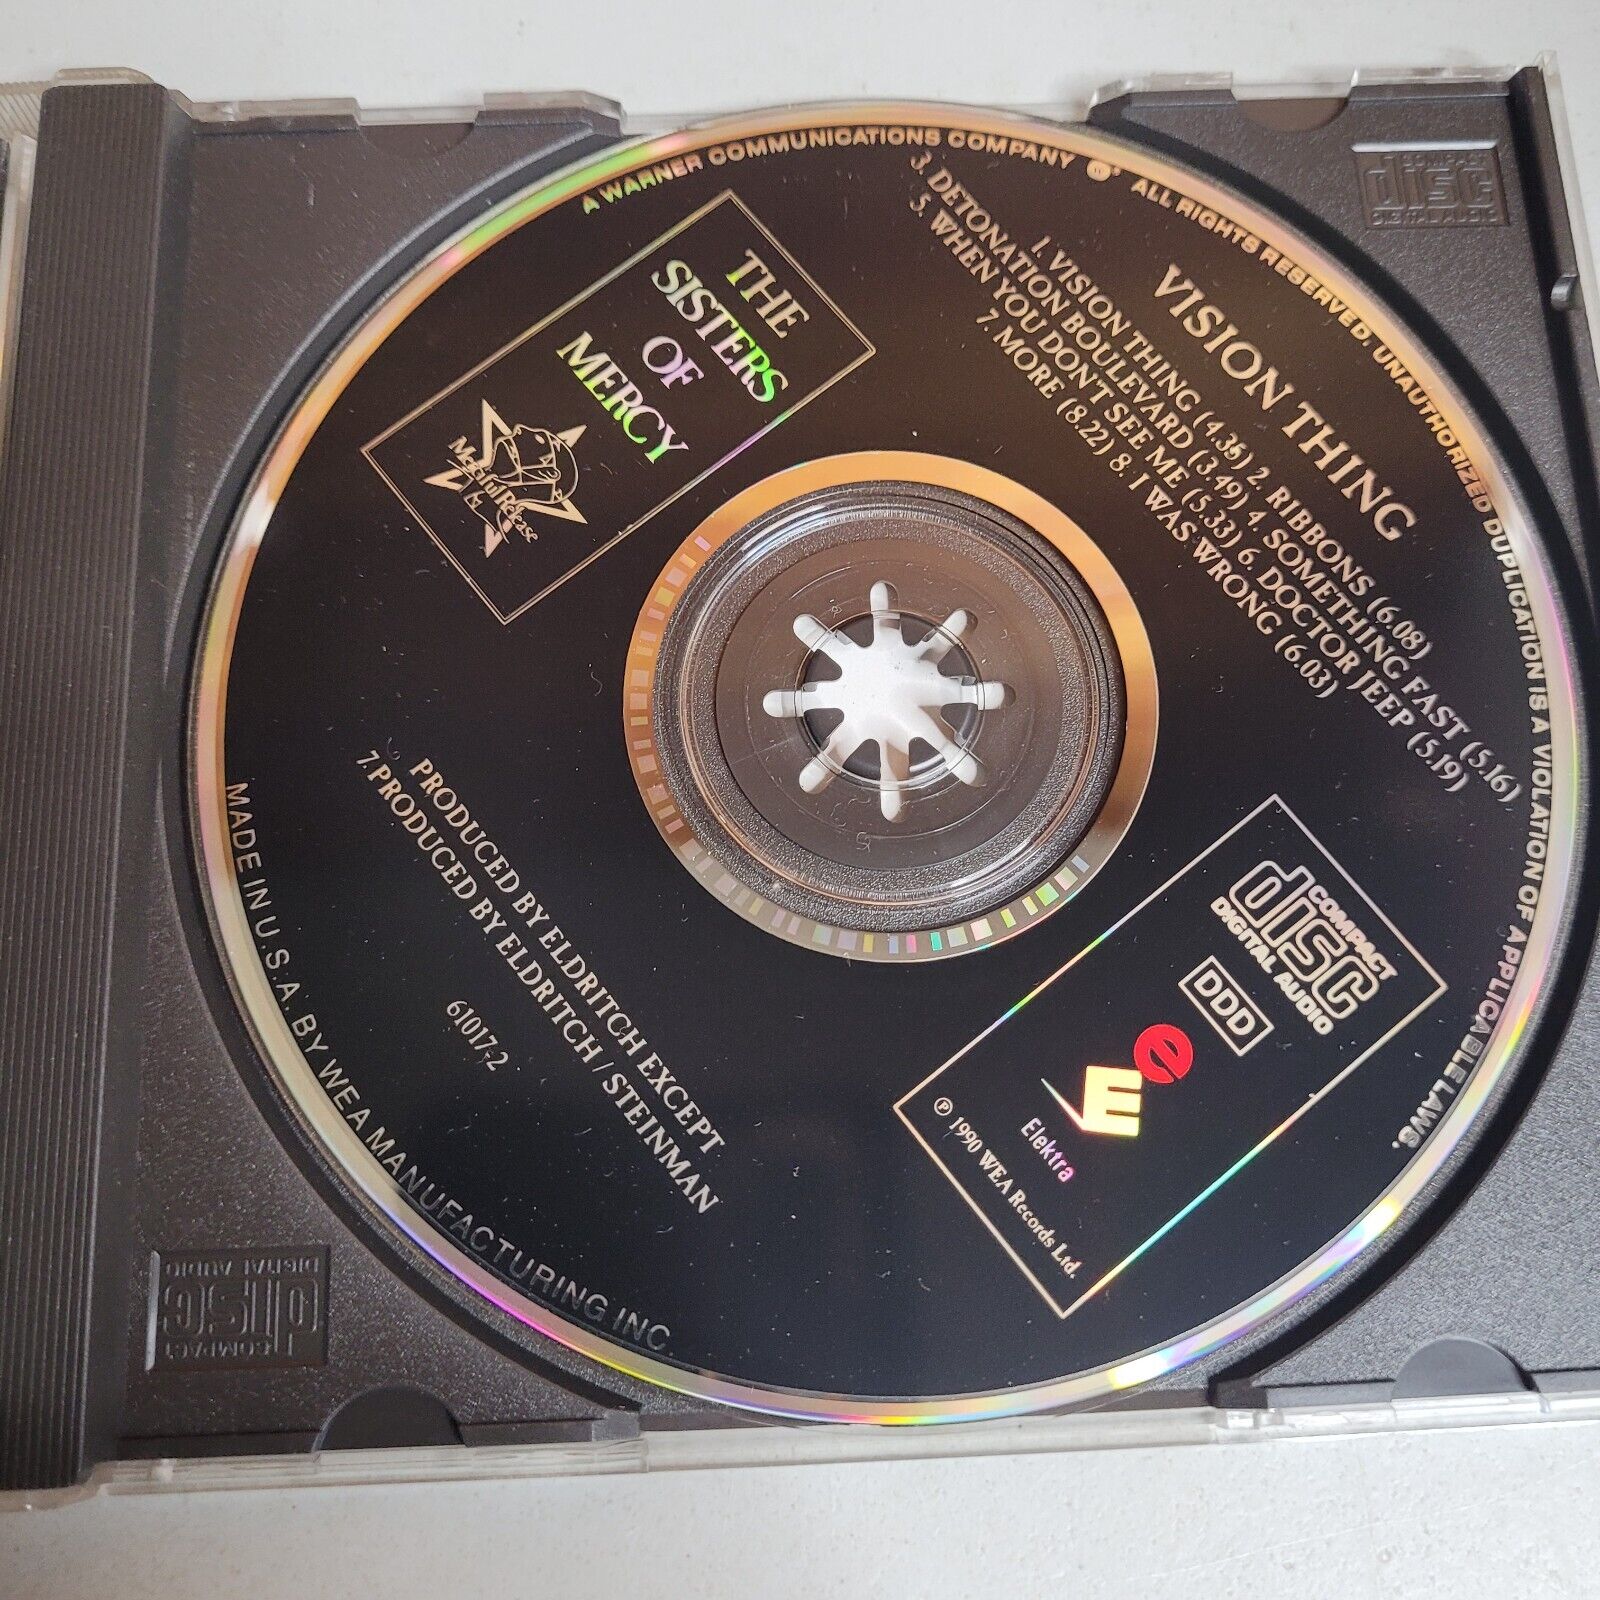 A WARNER COMMUNICATIONS COMPANY ALL RIGHTS RESERVED. UNAUTHORIZED DUPLICATION IS A VIOLATION OF APPLICABLE LAWS.
THE
SISTERS
OF
MERCY
Merciful Release
VISION THING
1. VISION THING (4.35) 2. RIBBONS (6.08)
3. DETONATION BOULEVARD (3.49) 4. SOMETHING FAST (5.16)
5. WHEN YOU DON'T SEE ME (5.33) 6. DOCTOR JEEP (5.19)
7. MORE (8.22) 8. I WAS WRONG (6.03)
COMPACT
disc
DIGITAL AUDIO
DDD
Elektra
℗ 1990 WEA Records Ltd.
PRODUCED BY ELDRITCH EXCEPT
7.PRODUCED BY ELDRITCH / STEINMAN
61017-2
MADE IN U.S.A. BY WEA MANUFACTURING INC.
COMPACT
disc
DIGITAL AUDIO
COMPACT
disc
DIGITAL AUDIO